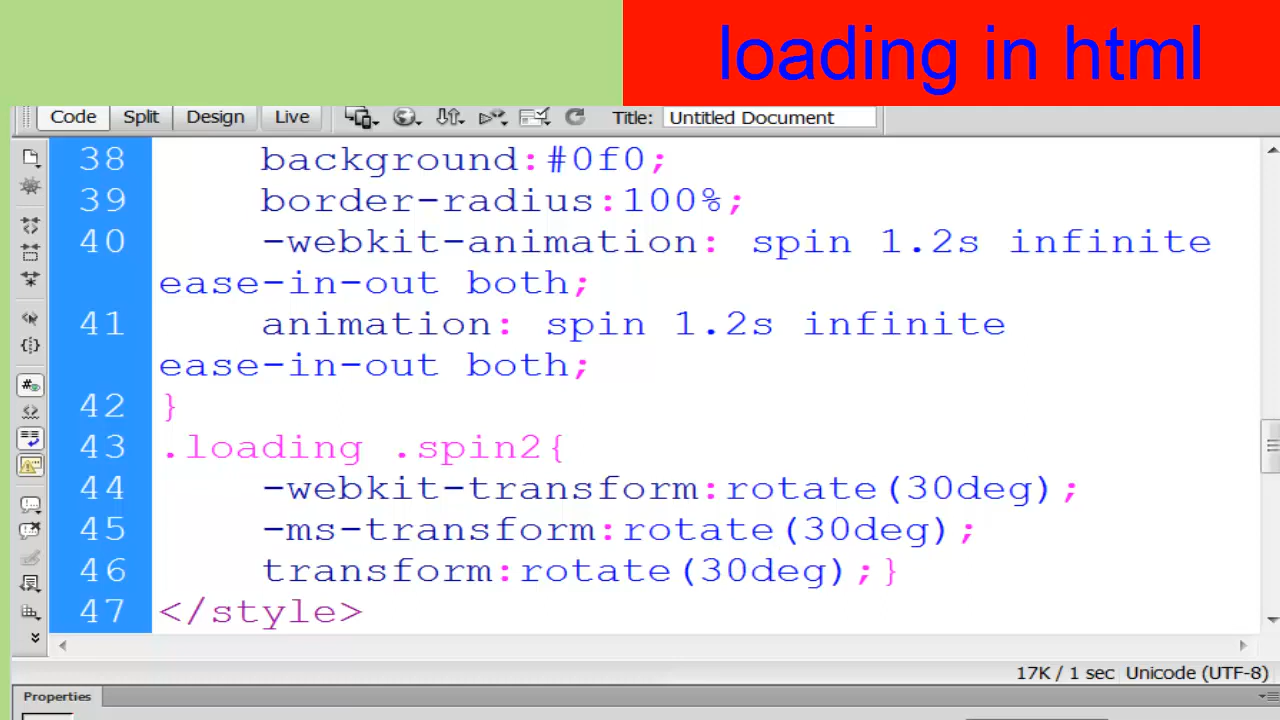 loading in html
Code Split Design Live Title: Untitled Document
38 background:#0f0;
39 border-radius:100%;
40 -webkit-animation: spin 1.2s infinite
ease-in-out both;
41 animation: spin 1.2s infinite
ease-in-out both;
42 }
43 .loading .spin2{
44 -webkit-transform:rotate(30deg);
45 -ms-transform:rotate(30deg);
46 transform:rotate(30deg);}
47 </style>
17K / 1 sec Unicode (UTF-8)
Properties